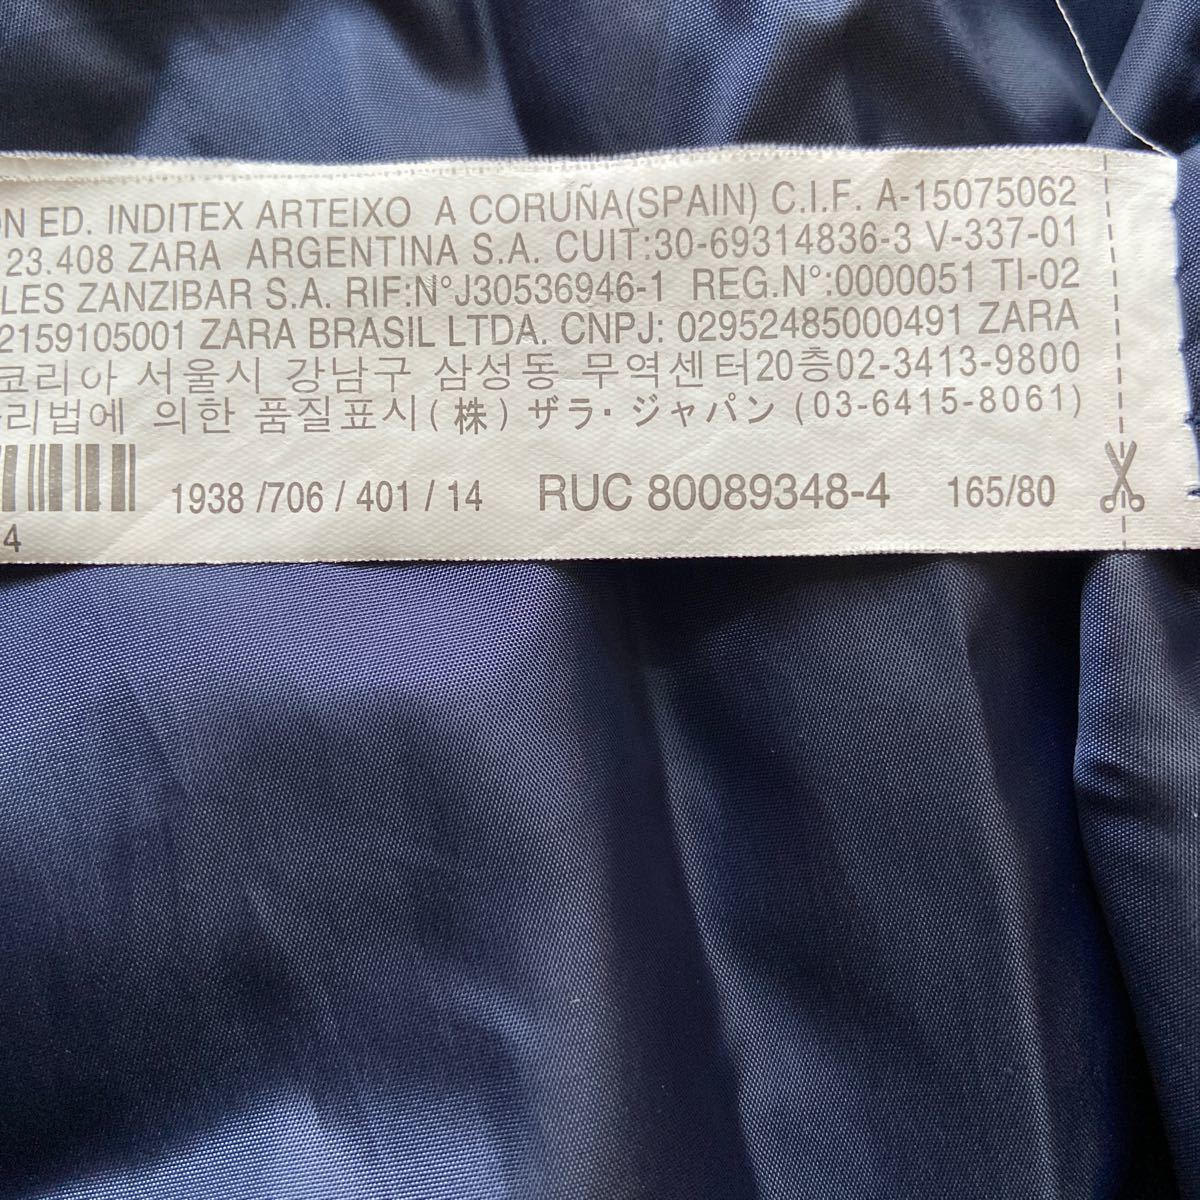 ON ED. INDITEX ARTEIXO A CORUÑA(SPAIN) C.I.F. A-15075062
23.408 ZARA ARGENTINA S.A. CUIT:30-69314836-3 V-337-01
LES ZANZIBAR S.A. RIF:N°J30536946-1 REG.N°:0000051 TI-02
2159105001 ZARA BRASIL LTDA. CNPJ: 02952485000491 ZARA
코리아 서울시 강남구 삼성동 무역센터20층02-3413-9800
리법에 의한 품질표시(株) ザラ・ジャパン (03-6415-8061)
1938 /706 / 401 / 14 RUC 80089348-4 165/80
4